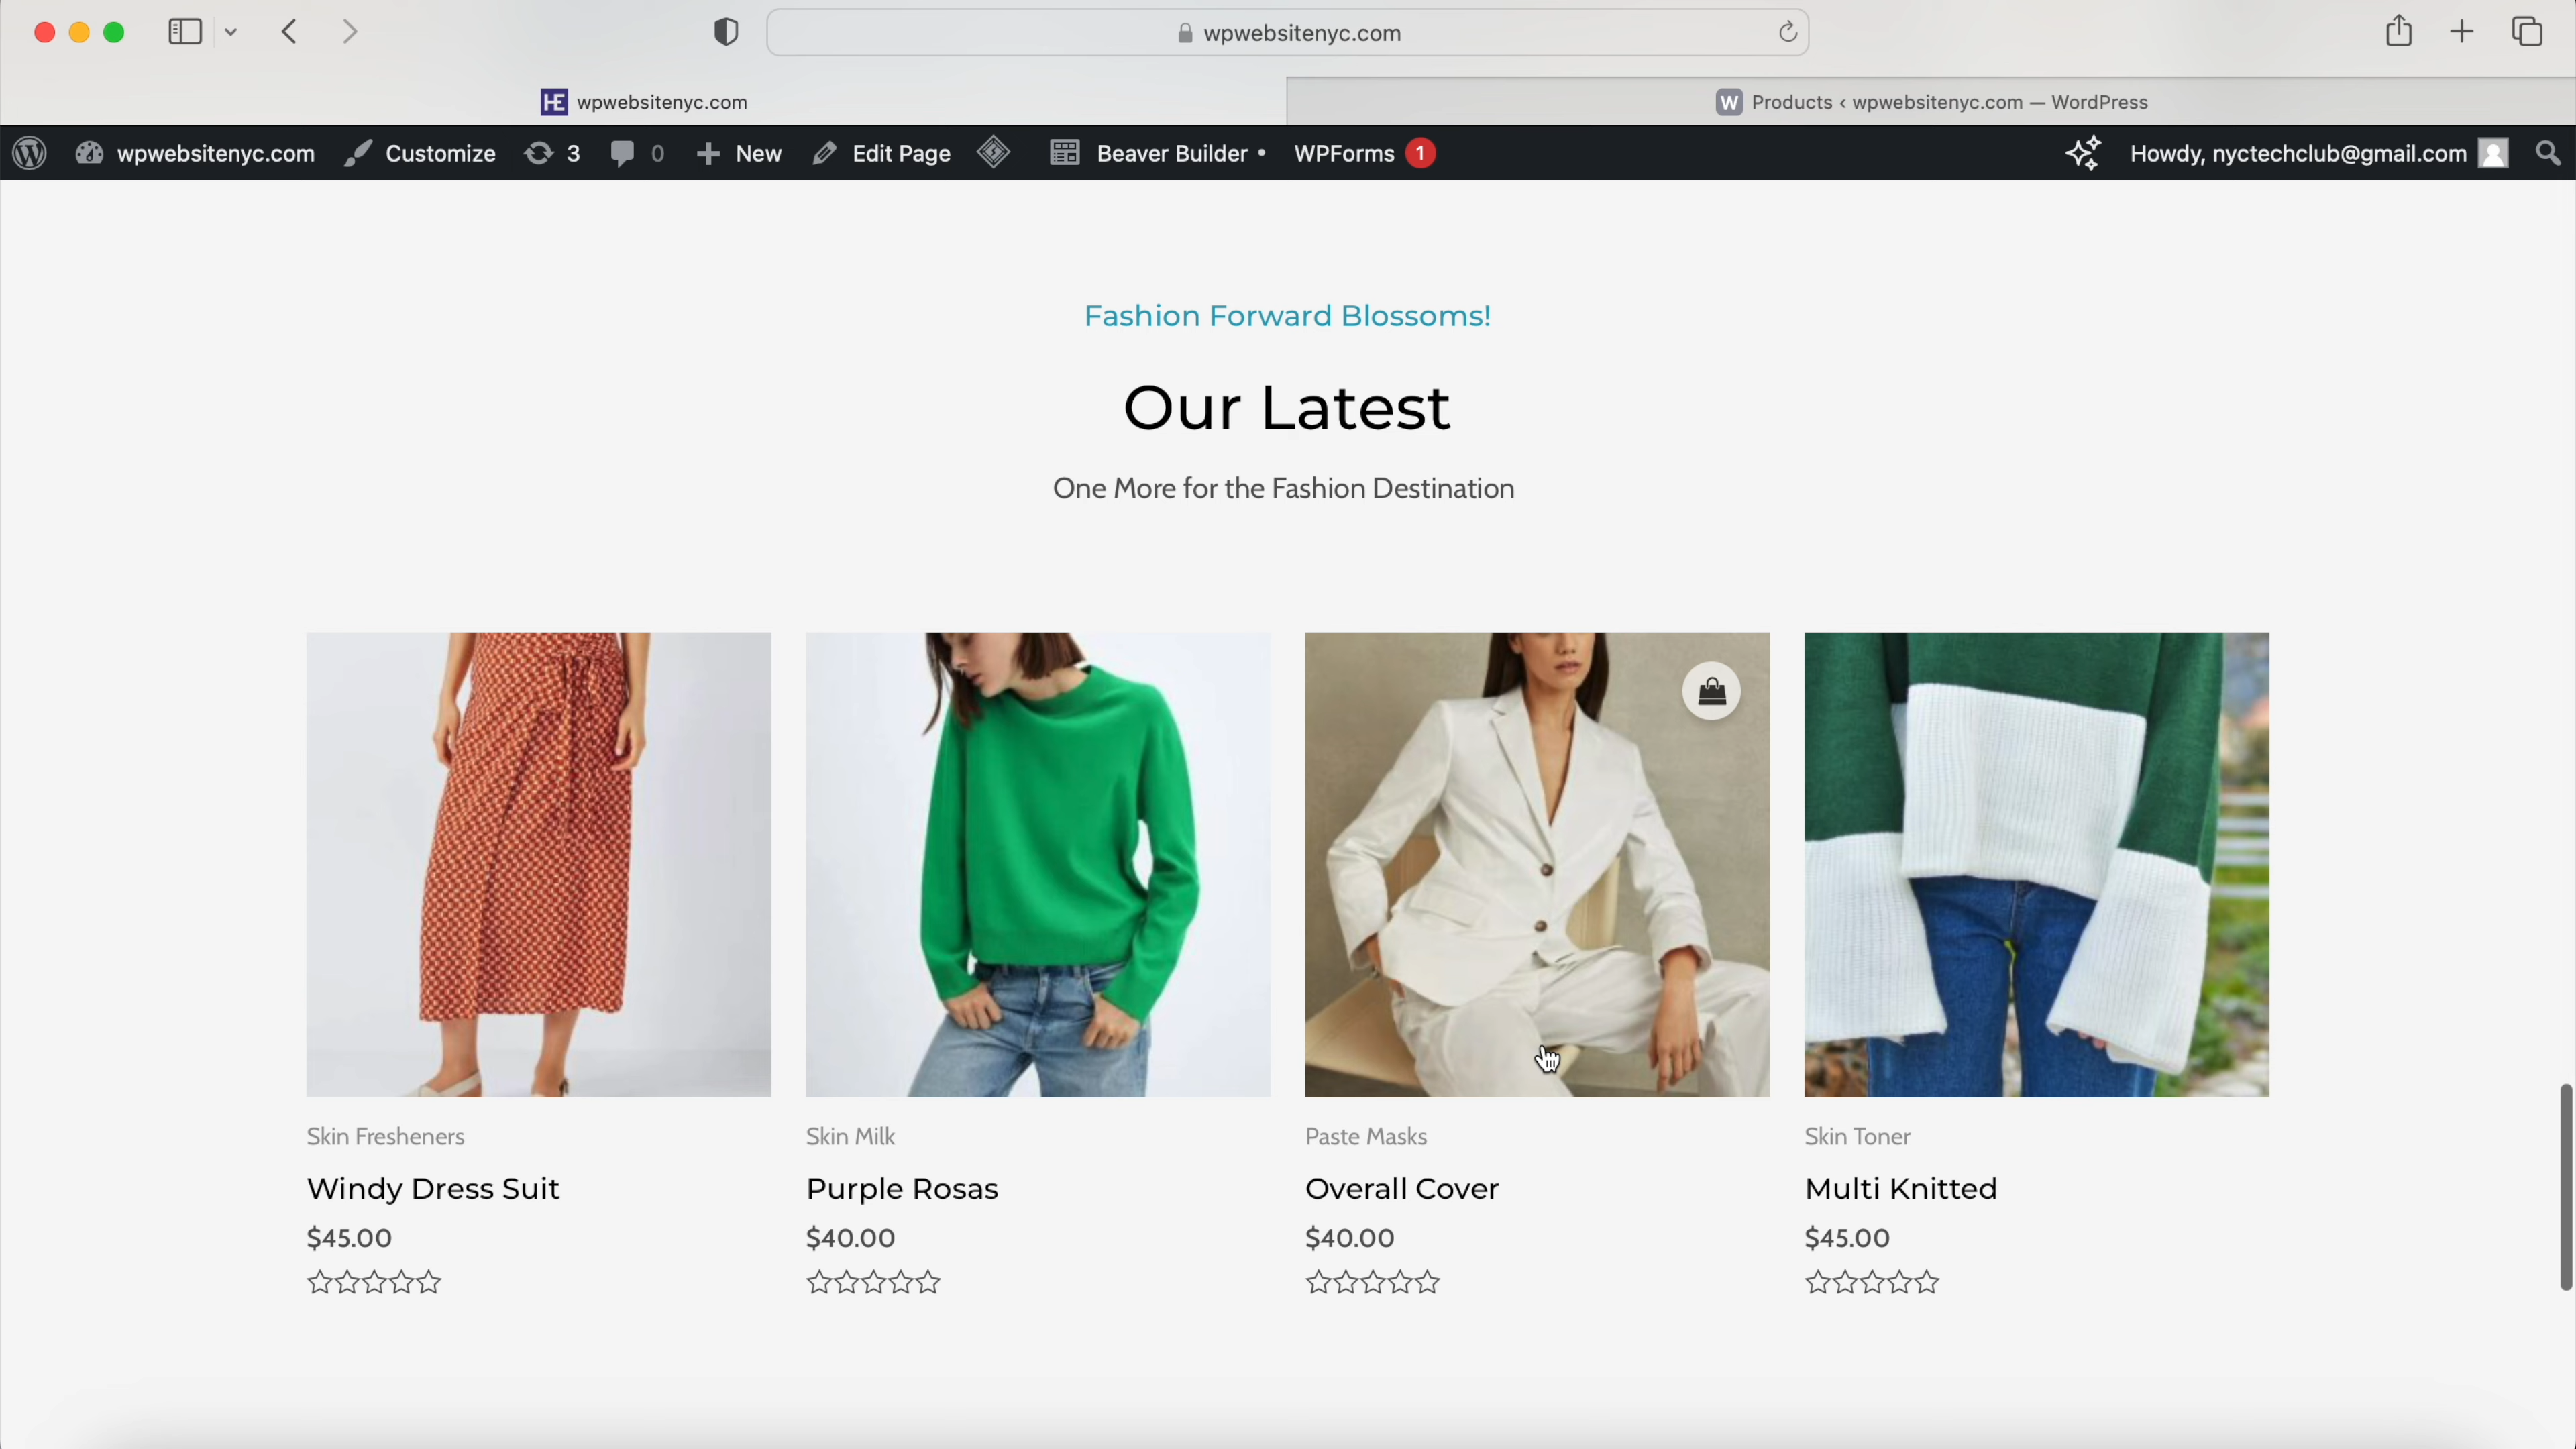 wpwebsitenyc.com
HE wpwebsitenyc.com
W Products ‹ wpwebsitenyc.com — WordPress
wpwebsitenyc.com Customize 3 0 New Edit Page Beaver Builder • WPForms 1 Howdy, nyctechclub@gmail.com
Fashion Forward Blossoms!
Our Latest
One More for the Fashion Destination
Skin Fresheners
Windy Dress Suit
$45.00
Skin Milk
Purple Rosas
$40.00
Paste Masks
Overall Cover
$40.00
Skin Toner
Multi Knitted
$45.00